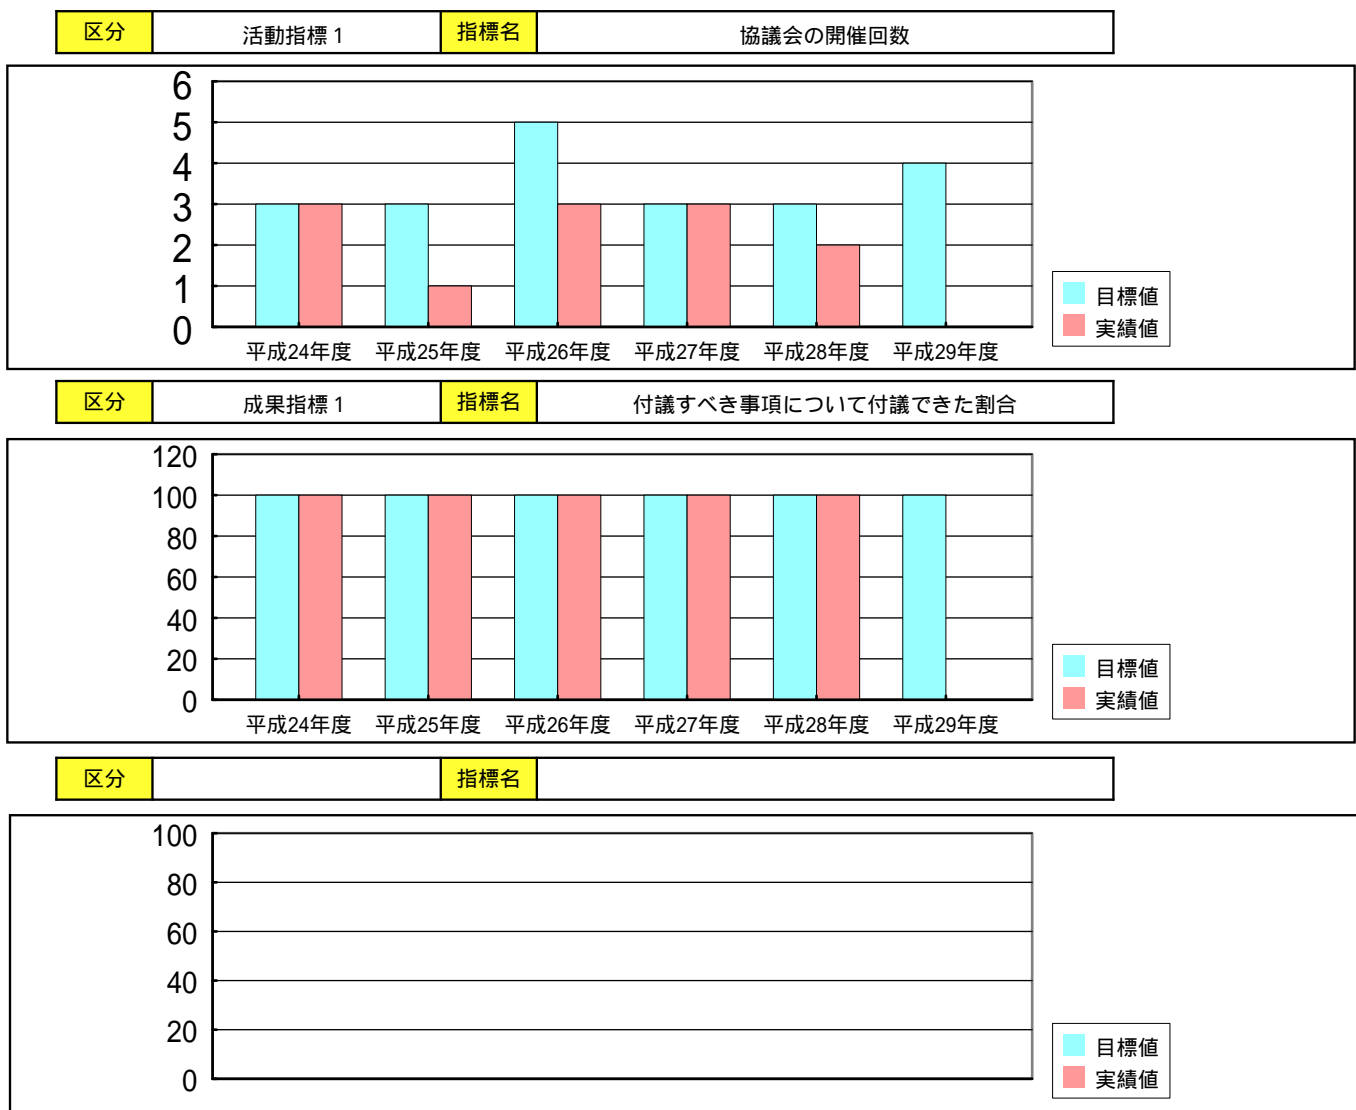 区分 活動指標1 指標名 協議会の開催回数
6
5
4
3
2
1
0
平成24年度 平成25年度 平成26年度 平成27年度 平成28年度 平成29年度
目標値
実績値
区分 成果指標1 指標名 付議すべき事項について付議できた割合
120
100
80
60
40
20
0
平成24年度 平成25年度 平成26年度 平成27年度 平成28年度 平成29年度
目標値
実績値
区分 指標名
100
80
60
40
20
0
目標値
実績値